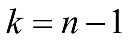 k = n − 1